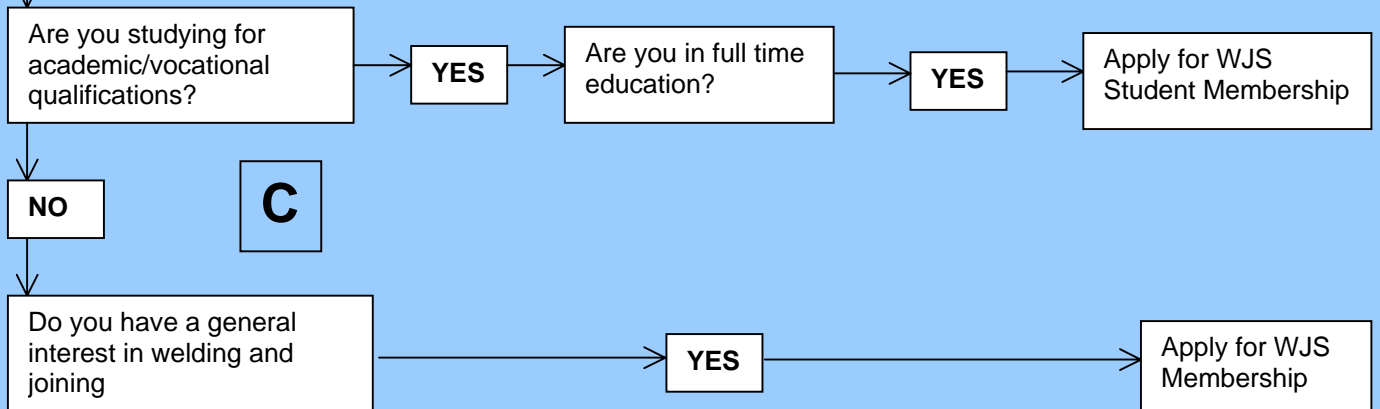 Are you studying for
academic/vocational
qualifications?
YES
Are you in full time
education?
YES
Apply for WJS
Student Membership
NO
C
Do you have a general
interest in welding and
joining
YES
Apply for WJS
Membership